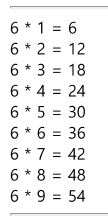 6 * 1 = 6
6 * 2 = 12
6 * 3 = 18
6 * 4 = 24
6 * 5 = 30
6 * 6 = 36
6 * 7 = 42
6 * 8 = 48
6 * 9 = 54